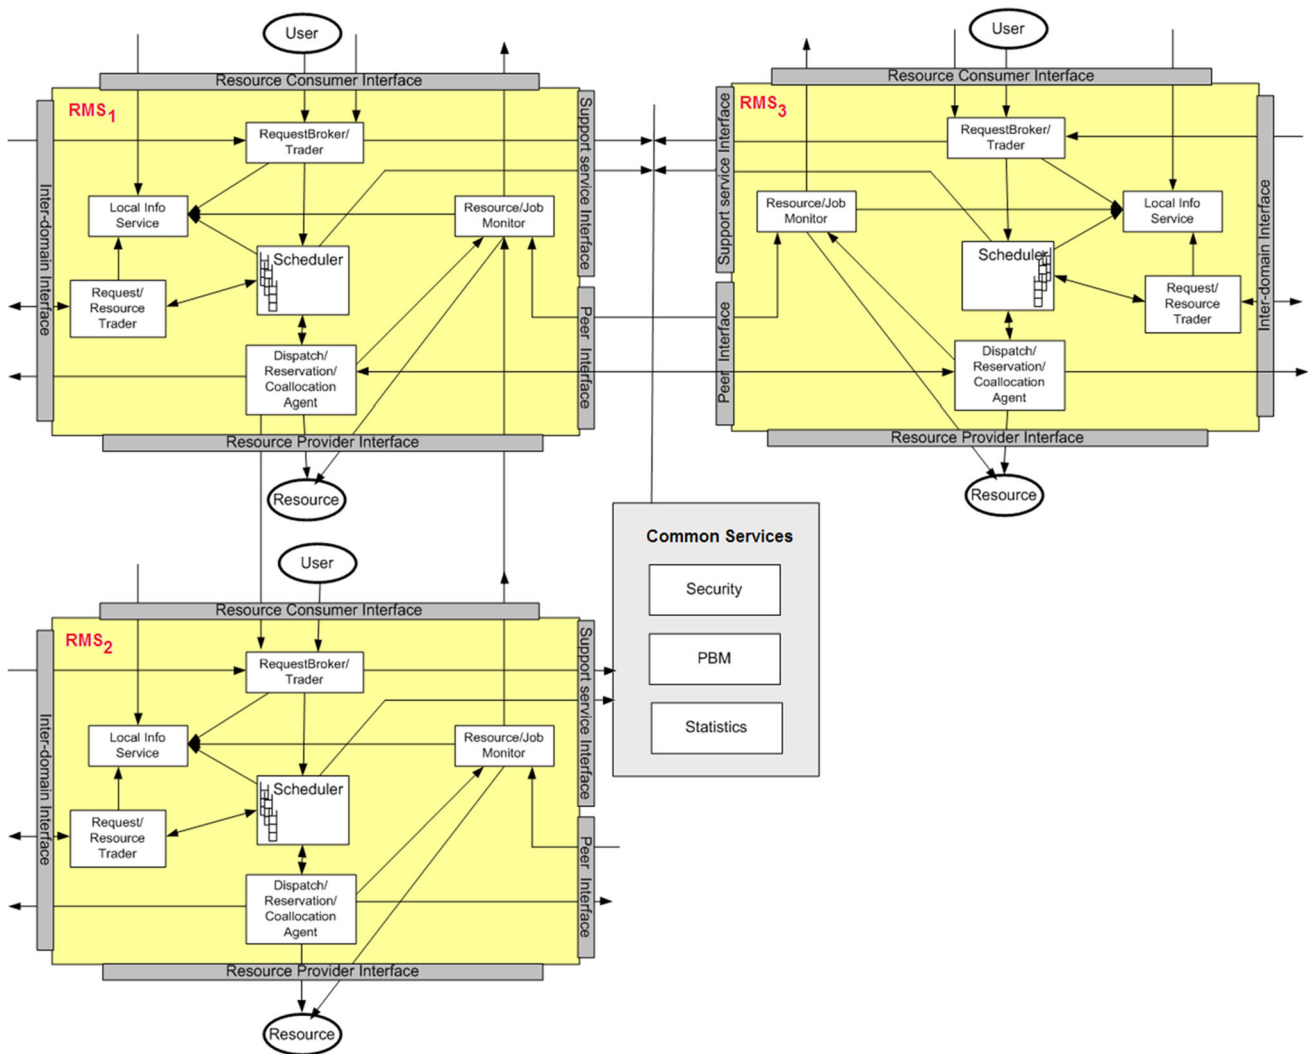 User
Resource Consumer Interface
RMS1
Inter-domain Interface
RequestBroker/
Trader
Local Info
Service
Resource/Job
Monitor
Scheduler
Request/
Resource
Trader
Dispatch/
Reservation/
Coallocation
Agent
Support service Interface
Peer Interface
Resource Provider Interface
Resource
User
Resource Consumer Interface
RMS3
Support service Interface
Peer Interface
RequestBroker/
Trader
Resource/Job
Monitor
Local Info
Service
Scheduler
Request/
Resource
Trader
Dispatch/
Reservation/
Coallocation
Agent
Inter-domain Interface
Resource Provider Interface
Resource
User
Resource Consumer Interface
RMS2
Inter-domain Interface
RequestBroker/
Trader
Local Info
Service
Resource/Job
Monitor
Scheduler
Request/
Resource
Trader
Dispatch/
Reservation/
Coallocation
Agent
Support service Interface
Peer Interface
Resource Provider Interface
Resource
Common Services
Security
PBM
Statistics